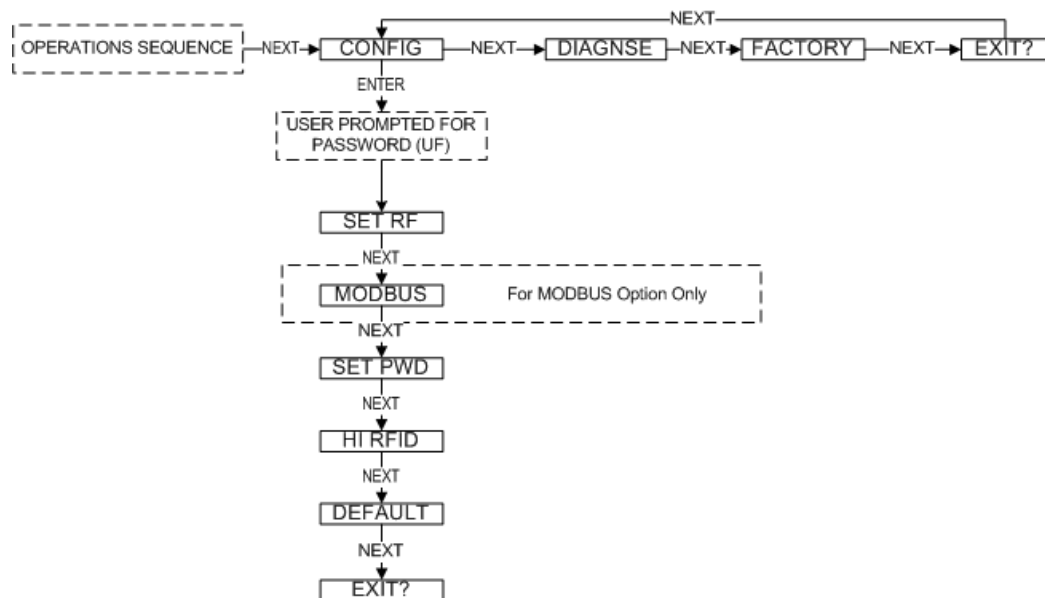 NEXT
OPERATIONS SEQUENCE
NEXT
CONFIG
NEXT
DIAGNSE
NEXT
FACTORY
NEXT
EXIT?
ENTER
USER PROMPTED FOR
PASSWORD (UF)
SET RF
NEXT
MODBUS
For MODBUS Option Only
NEXT
SET PWD
NEXT
HI RFID
NEXT
DEFAULT
NEXT
EXIT?